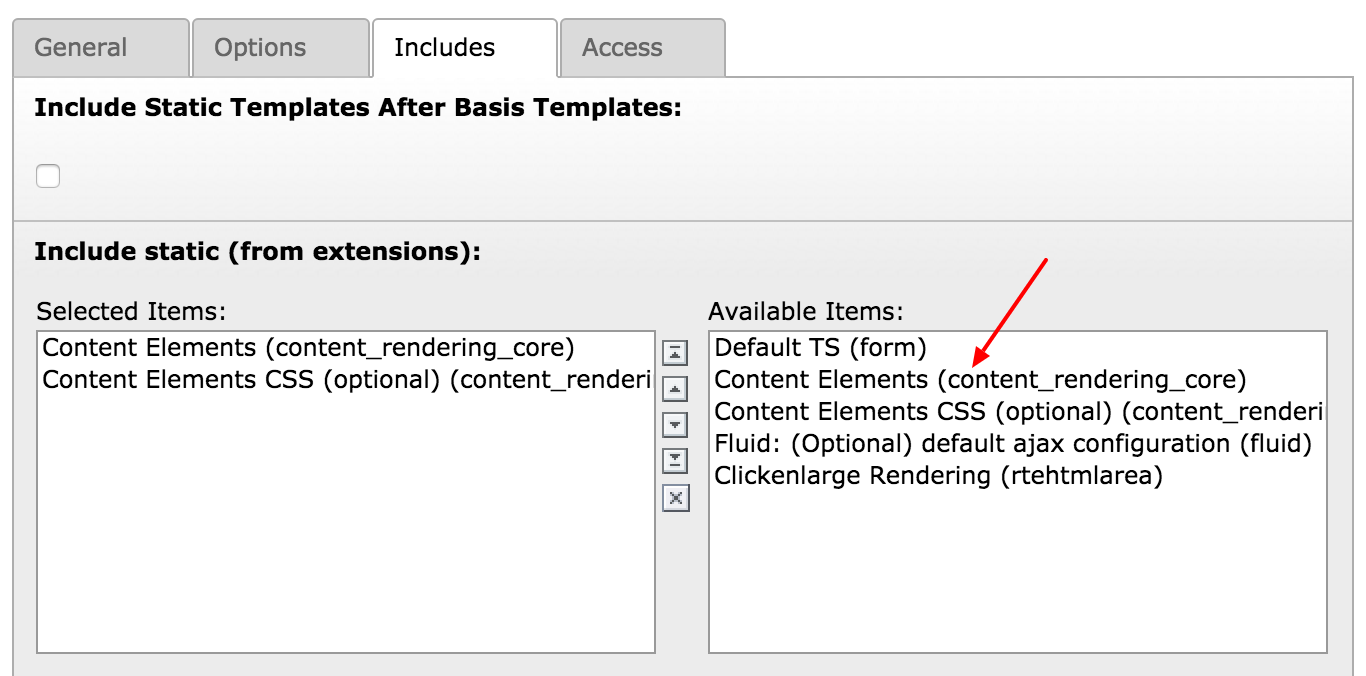 General Options Includes Access
Include Static Templates After Basis Templates:
Include static (from extensions):
Selected Items: Available Items:
Content Elements (content_rendering_core)
Content Elements CSS (optional) (content_renderi
Default TS (form)
Content Elements (content_rendering_core)
Content Elements CSS (optional) (content_renderi
Fluid: (Optional) default ajax configuration (fluid)
Clickenlarge Rendering (rtehtmlarea)